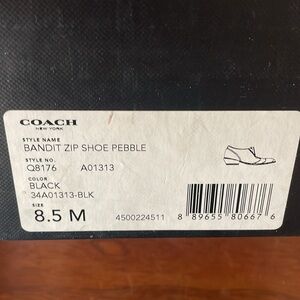 COACH
NEW YORK
STYLE NAME
BANDIT ZIP SHOE PEBBLE
STYLE NO.
Q8176 A01313
COLOR
BLACK
34A01313-BLK
SIZE
8.5 M
4500224511
8 89655 80667 6